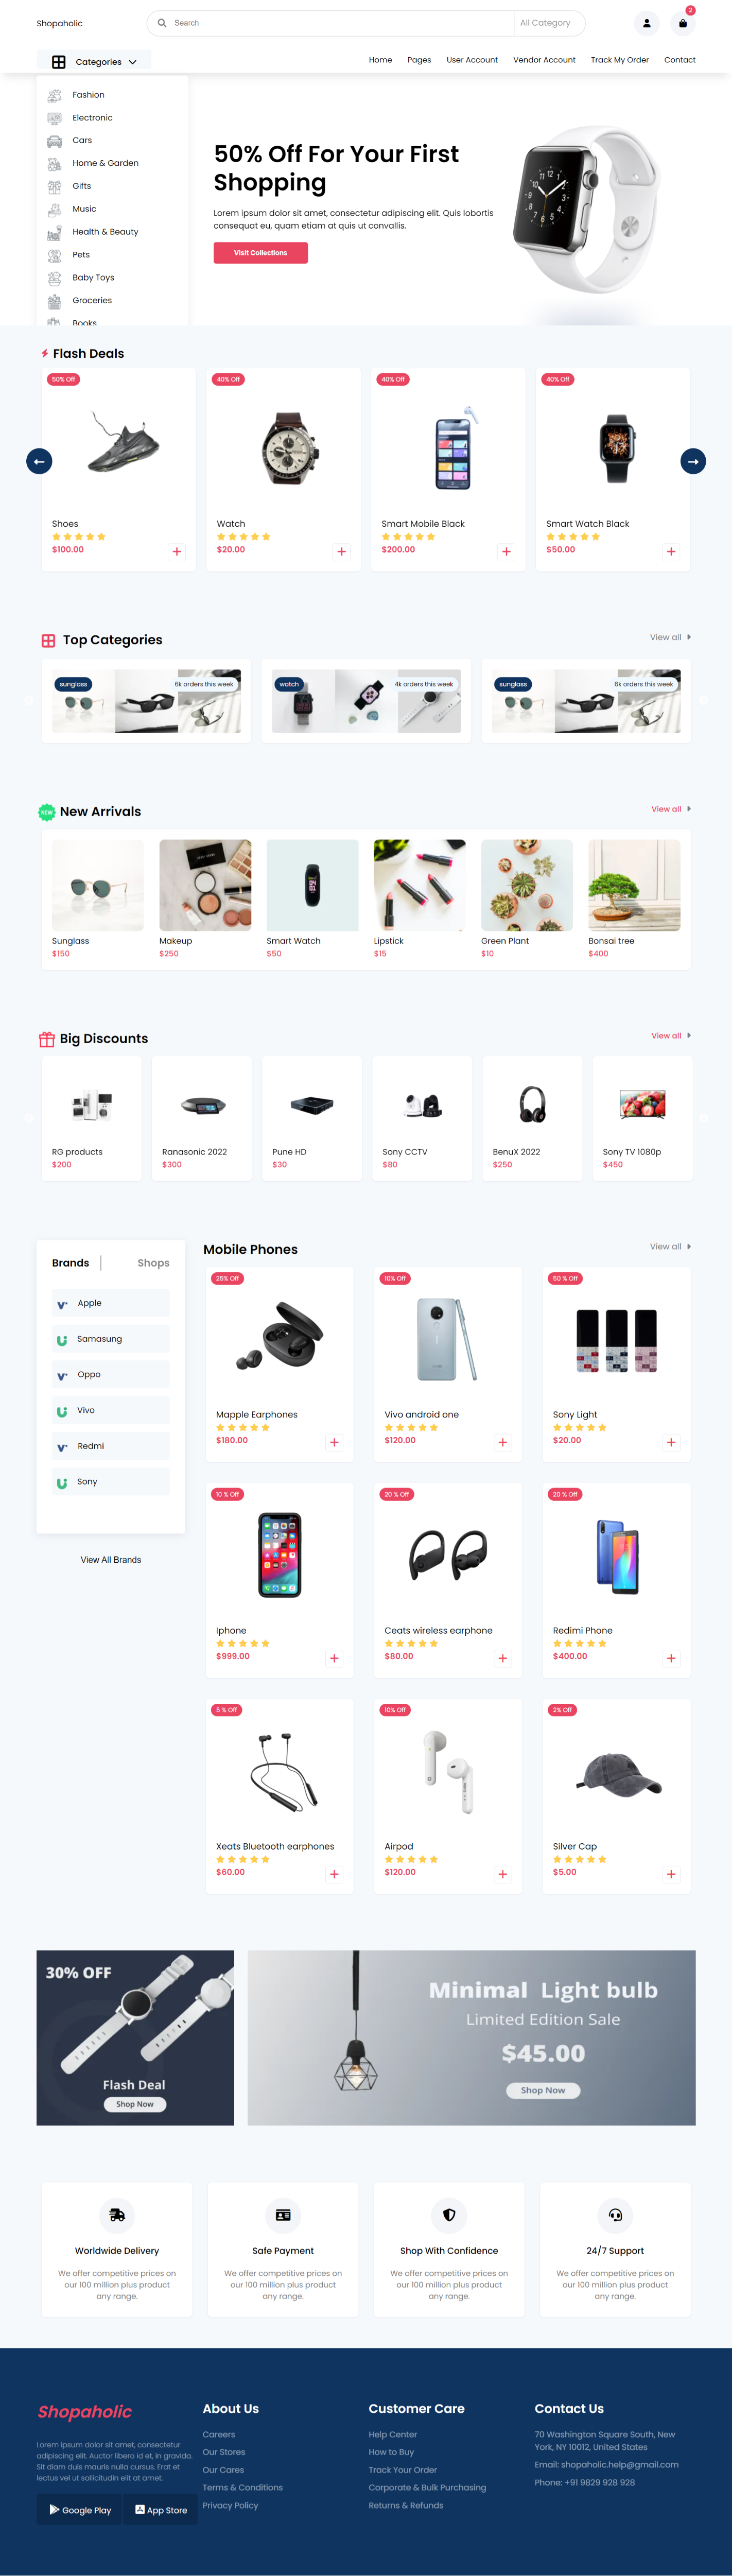 Shopaholic
Search
All Category
2
Categories
Home
Pages
User Account
Vendor Account
Track My Order
Contact
Fashion
Electronic
Cars
Home & Garden
Gifts
Music
Health & Beauty
Pets
Baby Toys
Groceries
Books
50% Off For Your First
Shopping
Lorem ipsum dolor sit amet, consectetur adipiscing elit. Quis lobortis
consequat eu, quam etiam at quis ut convallis.
Visit Collections
Flash Deals
50% Off
40% Off
40% Off
40% Off
Shoes
$100.00
Watch
$20.00
Smart Mobile Black
$200.00
Smart Watch Black
$50.00
Top Categories
View all
sunglass
6k orders this week
watch
4k orders this week
sunglass
6k orders this week
NEW
New Arrivals
View all
Sunglass
$150
Makeup
$250
Smart Watch
$50
Lipstick
$15
Green Plant
$10
Bonsai tree
$400
Big Discounts
View all
RG products
$200
Ranasonic 2022
$300
Pune HD
$30
Sony CCTV
$80
BenuX 2022
$250
Sony TV 1080p
$450
Brands
Shops
Apple
Samasung
Oppo
Vivo
Redmi
Sony
View All Brands
Mobile Phones
View all
25% Off
10% Off
50 % Off
Mapple Earphones
$180.00
Vivo android one
$120.00
Sony Light
$20.00
10 % Off
20 % Off
20 % Off
Iphone
$999.00
Ceats wireless earphone
$80.00
Redimi Phone
$400.00
5 % Off
10% Off
2% Off
Xeats Bluetooth earphones
$60.00
Airpod
$120.00
Silver Cap
$5.00
30% OFF
Flash Deal
Shop Now
Minimal Light bulb
Limited Edition Sale
$45.00
Shop Now
Worldwide Delivery
We offer competitive prices on
our 100 million plus product
any range.
Safe Payment
We offer competitive prices on
our 100 million plus product
any range.
Shop With Confidence
We offer competitive prices on
our 100 million plus product
any range.
24/7 Support
We offer competitive prices on
our 100 million plus product
any range.
Shopaholic
Lorem ipsum dolor sit amet, consectetur
adipiscing elit. Auctor libero id et, in gravida.
Sit diam duis mauris nulla cursus. Erat et
lectus vel ut sollicitudin elit at amet.
Google Play
App Store
About Us
Careers
Our Stores
Our Cares
Terms & Conditions
Privacy Policy
Customer Care
Help Center
How to Buy
Track Your Order
Corporate & Bulk Purchasing
Returns & Refunds
Contact Us
70 Washington Square South, New
York, NY 10012, United States
Email: shopaholic.help@gmail.com
Phone: +91 9829 928 928